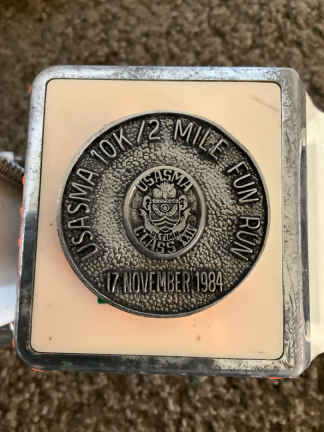 USASMA 10K/2 MILE FUN RUN
USASMA
CLASS
17 NOVEMBER 1984